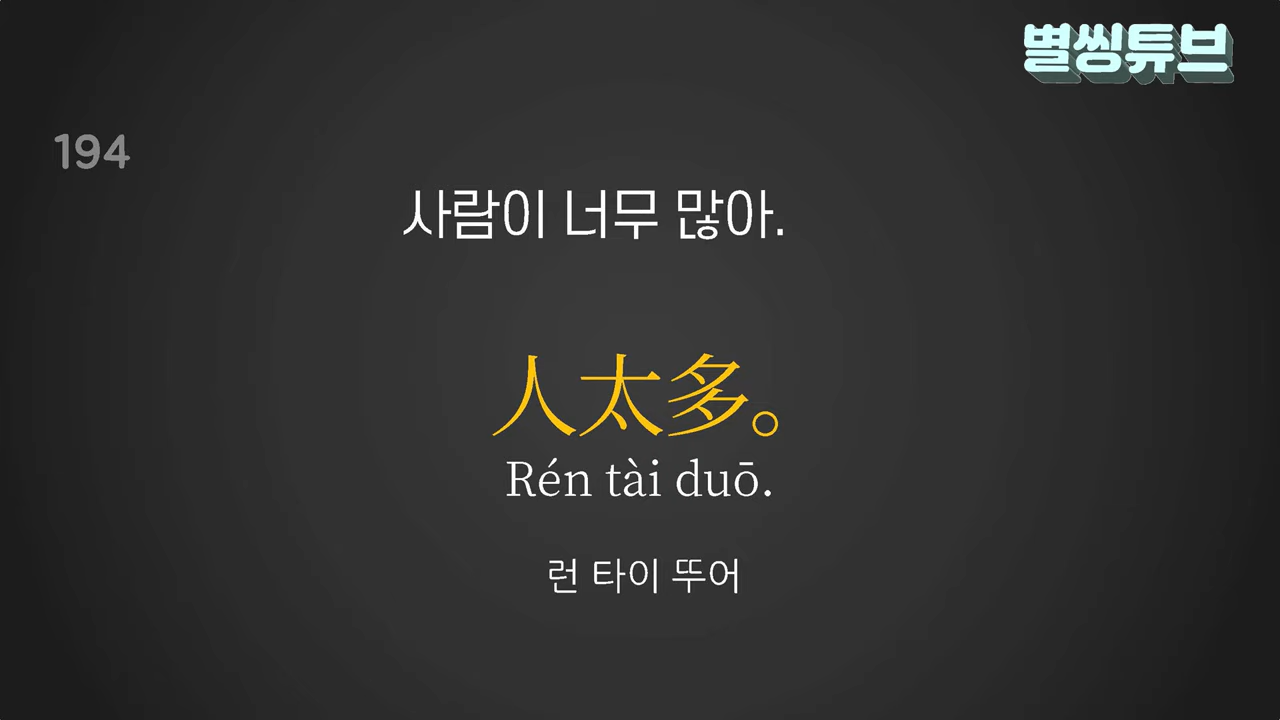 별씽튜브
194
사람이 너무 많아.
人太多。
Rén tài duō.
런 타이 뚜어